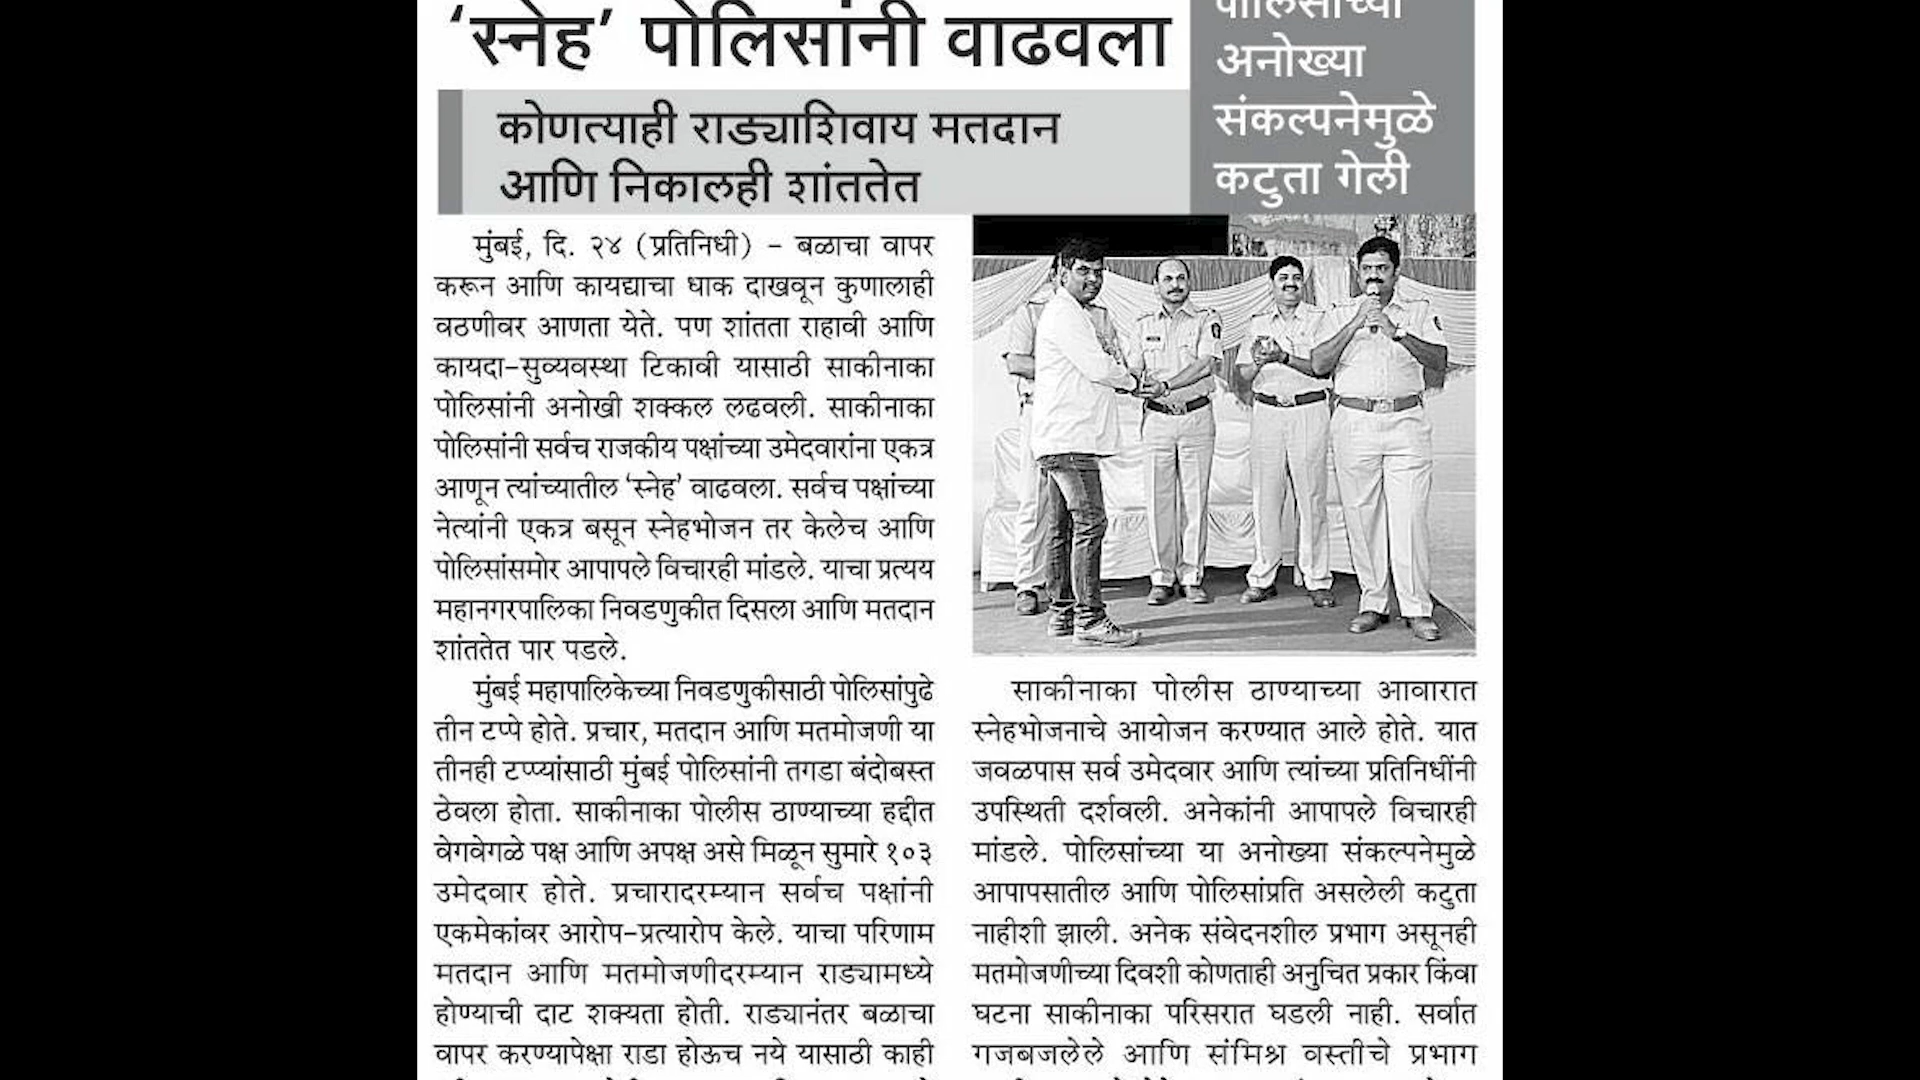 ‘स्नेह’ पोलिसांनी वाढवला
कोणत्याही राड्याशिवाय मतदान
आणि निकालही शांततेत
पोलिसांच्या
अनोख्या
संकल्पनेमुळे
कटुता गेली
मुंबई, दि. २४ (प्रतिनिधी) – बळाचा वापर
करून आणि कायद्याचा धाक दाखवून कुणालाही
वठणीवर आणता येते. पण शांतता राहावी आणि
कायदा–सुव्यवस्था टिकावी यासाठी साकीनाका
पोलिसांनी अनोखी शक्कल लढवली. साकीनाका
पोलिसांनी सर्वच राजकीय पक्षांच्या उमेदवारांना एकत्र
आणून त्यांच्यातील ‘स्नेह’ वाढवला. सर्वच पक्षांच्या
नेत्यांनी एकत्र बसून स्नेहभोजन तर केलेच आणि
पोलिसांसमोर आपापले विचारही मांडले. याचा प्रत्यय
महानगरपालिका निवडणुकीत दिसला आणि मतदान
शांततेत पार पडले.
मुंबई महापालिकेच्या निवडणुकीसाठी पोलिसांपुढे
तीन टप्पे होते. प्रचार, मतदान आणि मतमोजणी या
तीनही टप्प्यांसाठी मुंबई पोलिसांनी तगडा बंदोबस्त
ठेवला होता. साकीनाका पोलीस ठाण्याच्या हद्दीत
वेगवेगळे पक्ष आणि अपक्ष असे मिळून सुमारे १०३
उमेदवार होते. प्रचारादरम्यान सर्वच पक्षांनी
एकमेकांवर आरोप–प्रत्यारोप केले. याचा परिणाम
मतदान आणि मतमोजणीदरम्यान राड्यामध्ये
होण्याची दाट शक्यता होती. राड्यानंतर बळाचा
वापर करण्यापेक्षा राडा होऊच नये यासाठी काही
साकीनाका पोलीस ठाण्याच्या आवारात
स्नेहभोजनाचे आयोजन करण्यात आले होते. यात
जवळपास सर्व उमेदवार आणि त्यांच्या प्रतिनिधींनी
उपस्थिती दर्शवली. अनेकांनी आपापले विचारही
मांडले. पोलिसांच्या या अनोख्या संकल्पनेमुळे
आपापसातील आणि पोलिसांप्रति असलेली कटुता
नाहीशी झाली. अनेक संवेदनशील प्रभाग असूनही
मतमोजणीच्या दिवशी कोणताही अनुचित प्रकार किंवा
घटना साकीनाका परिसरात घडली नाही. सर्वात
गजबजलेले आणि संमिश्र वस्तीचे प्रभाग